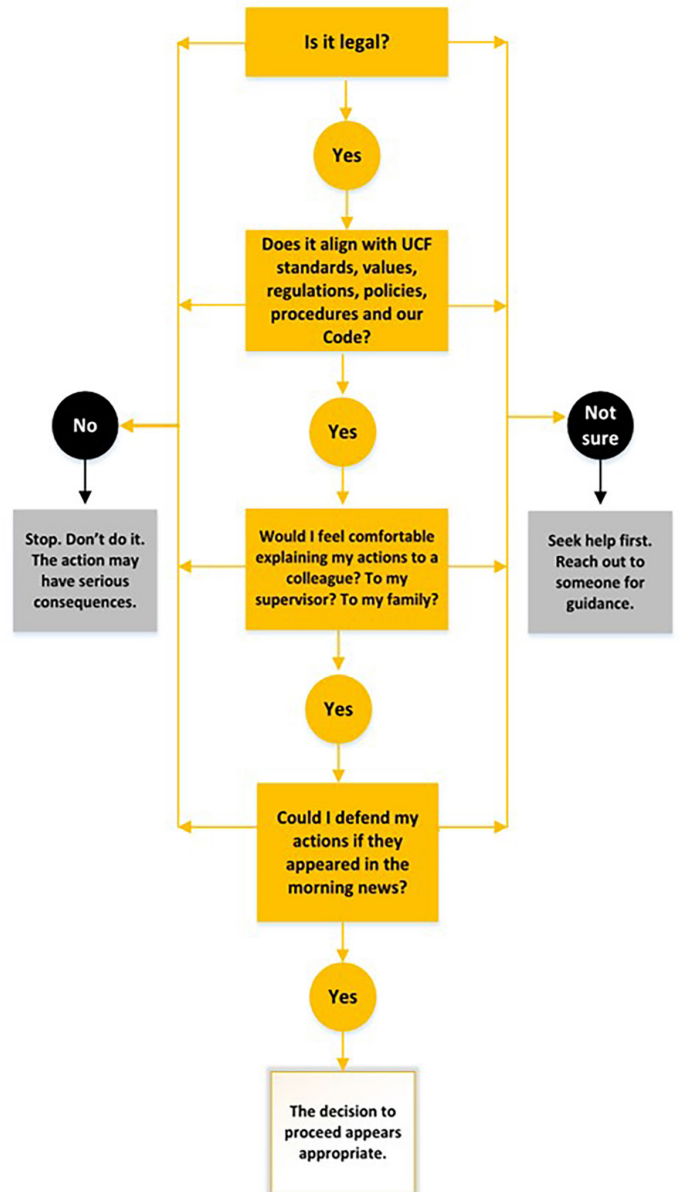 Is it legal?
Yes
Does it align with UCF
standards, values,
regulations, policies,
procedures and our
Code?
No
Yes
Not
sure
Stop. Don’t do it.
The action may
have serious
consequences.
Would I feel comfortable
explaining my actions to a
colleague? To my
supervisor? To my family?
Seek help first.
Reach out to
someone for
guidance.
Yes
Could I defend my
actions if they
appeared in the
morning news?
Yes
The decision to
proceed appears
appropriate.